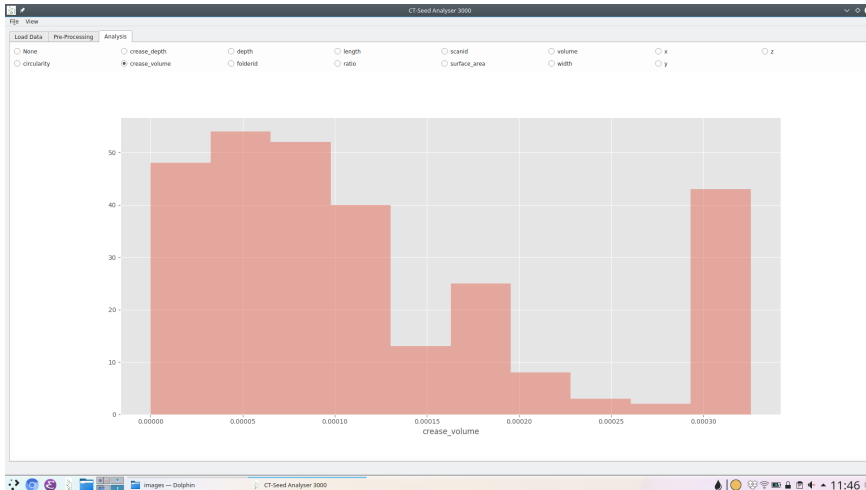 CT-Seed Analyser 3000
File View
Load Data Pre-Processing Analysis
None crease_depth depth length scanid volume x z
circularity crease_volume folderid ratio surface_area width y
50
40
30
20
10
0
0.00000 0.00005 0.00010 0.00015 0.00020 0.00025 0.00030
crease_volume
images — Dolphin CT-Seed Analyser 3000 11:46